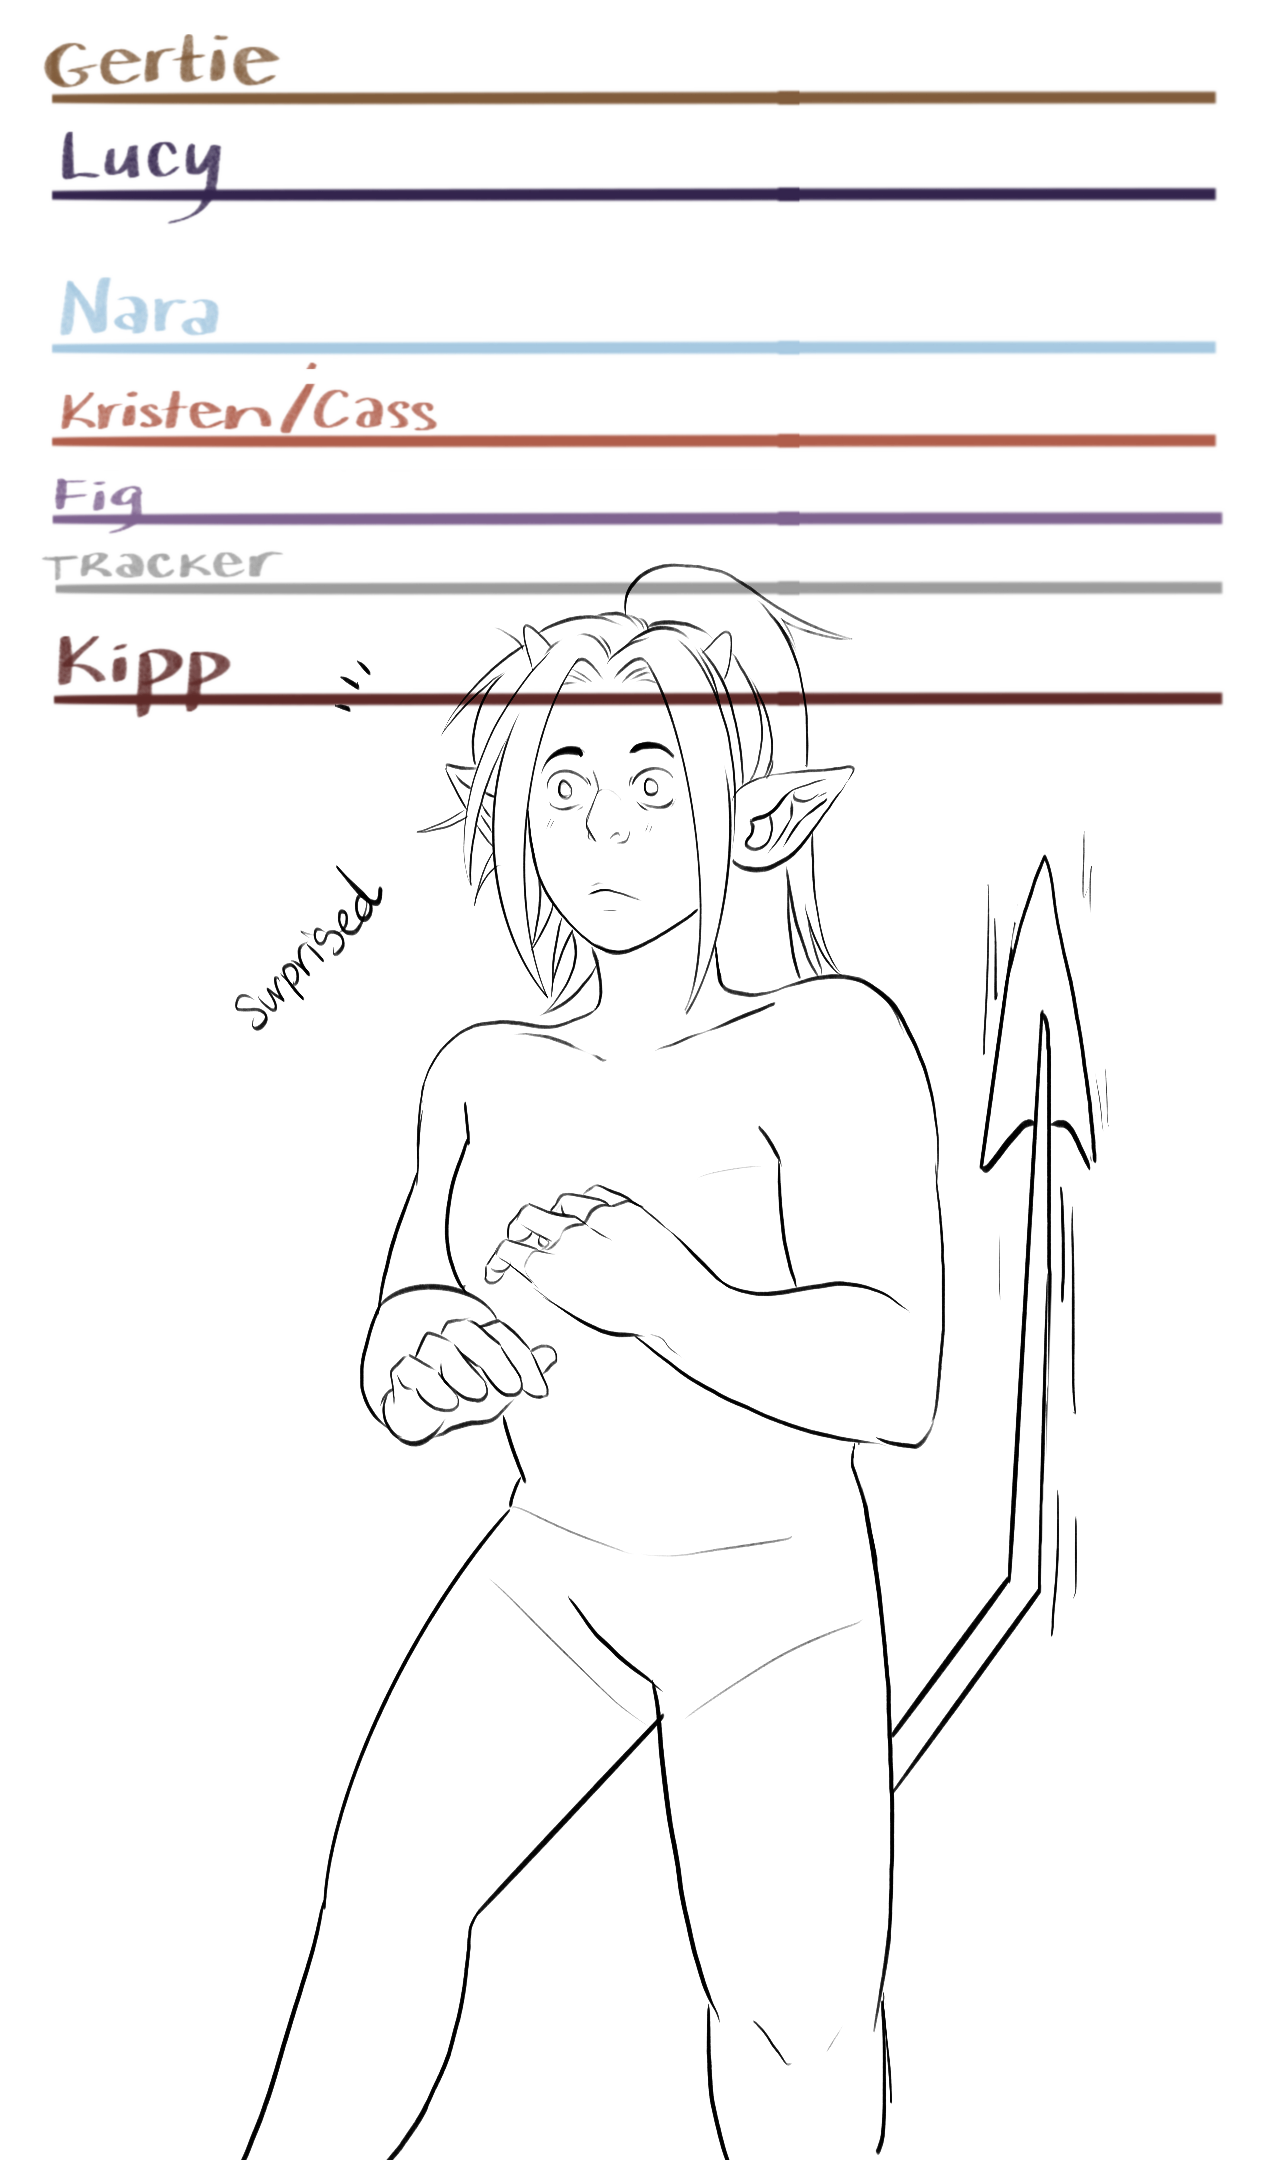 Gertie
Lucy
Nara
Kristen/Cass
Fig
TRacker
Kipp
Surprised